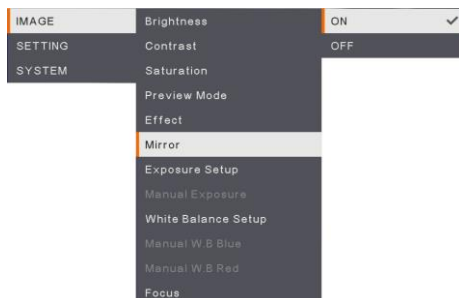 IMAGE
SETTING
SYSTEM
Brightness
Contrast
Saturation
Preview Mode
Effect
Mirror
Exposure Setup
Manual Exposure
White Balance Setup
Manual W.B Blue
Manual W.B Red
Focus
ON
OFF